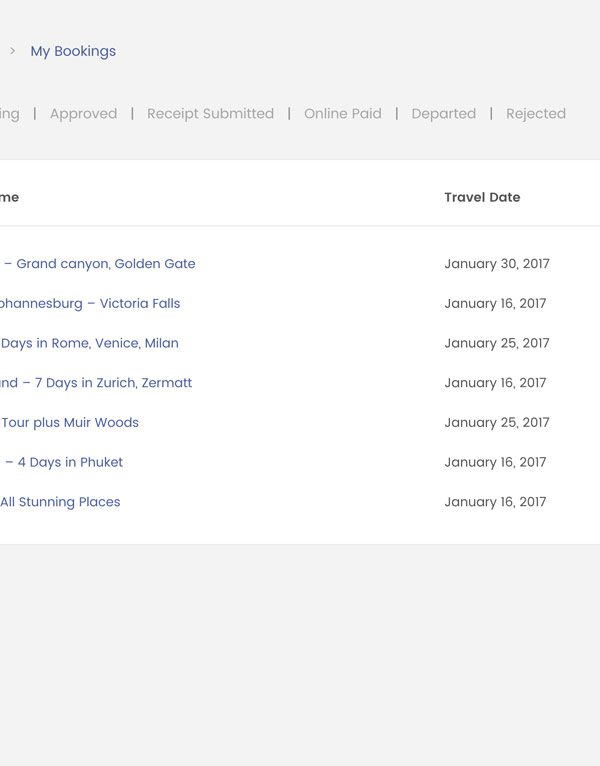 > My Bookings
ing | Approved | Receipt Submitted | Online Paid | Departed | Rejected
me Travel Date
– Grand canyon, Golden Gate January 30, 2017
ohannesburg – Victoria Falls January 16, 2017
Days in Rome, Venice, Milan January 25, 2017
nd – 7 Days in Zurich, Zermatt January 16, 2017
Tour plus Muir Woods January 25, 2017
– 4 Days in Phuket January 16, 2017
All Stunning Places January 16, 2017